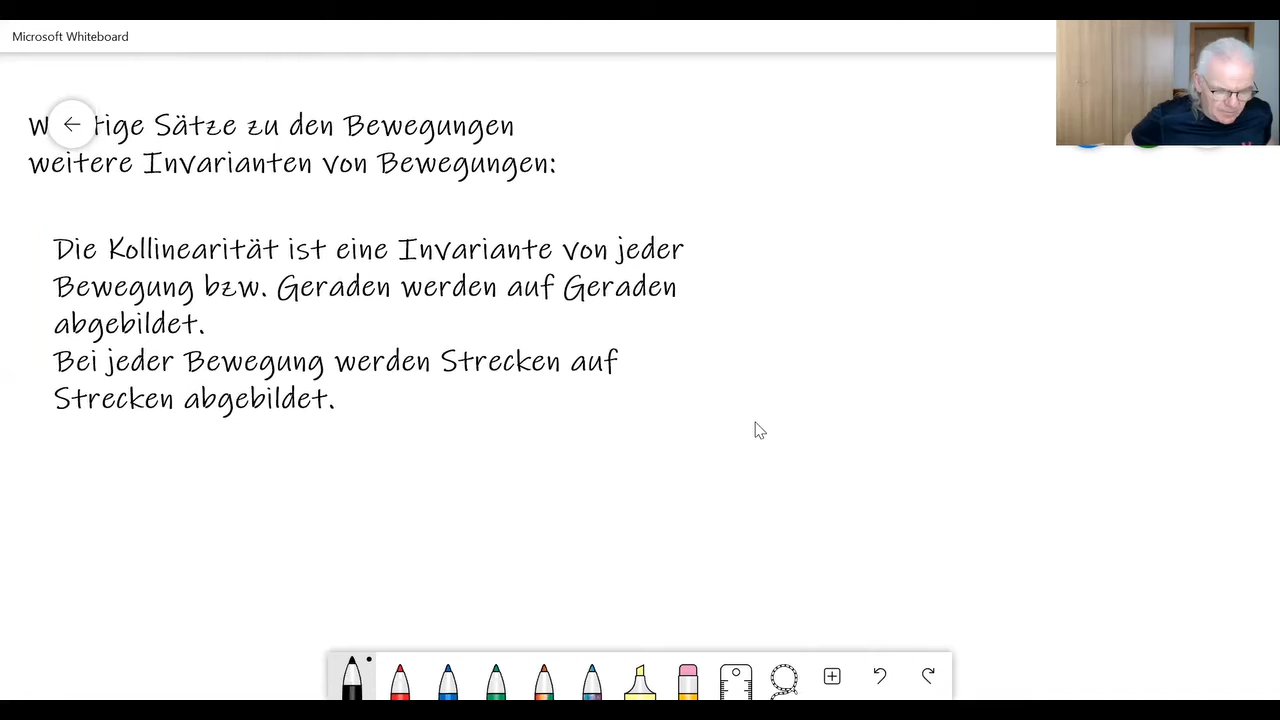 Microsoft Whiteboard
Sätze zu den Bewegungen
weitere Invarianten von Bewegungen:
Die Kollinearität ist eine Invariante von jeder
Bewegung bzw. Geraden werden auf Geraden
abgebildet.
Bei jeder Bewegung werden Strecken auf
Strecken abgebildet.